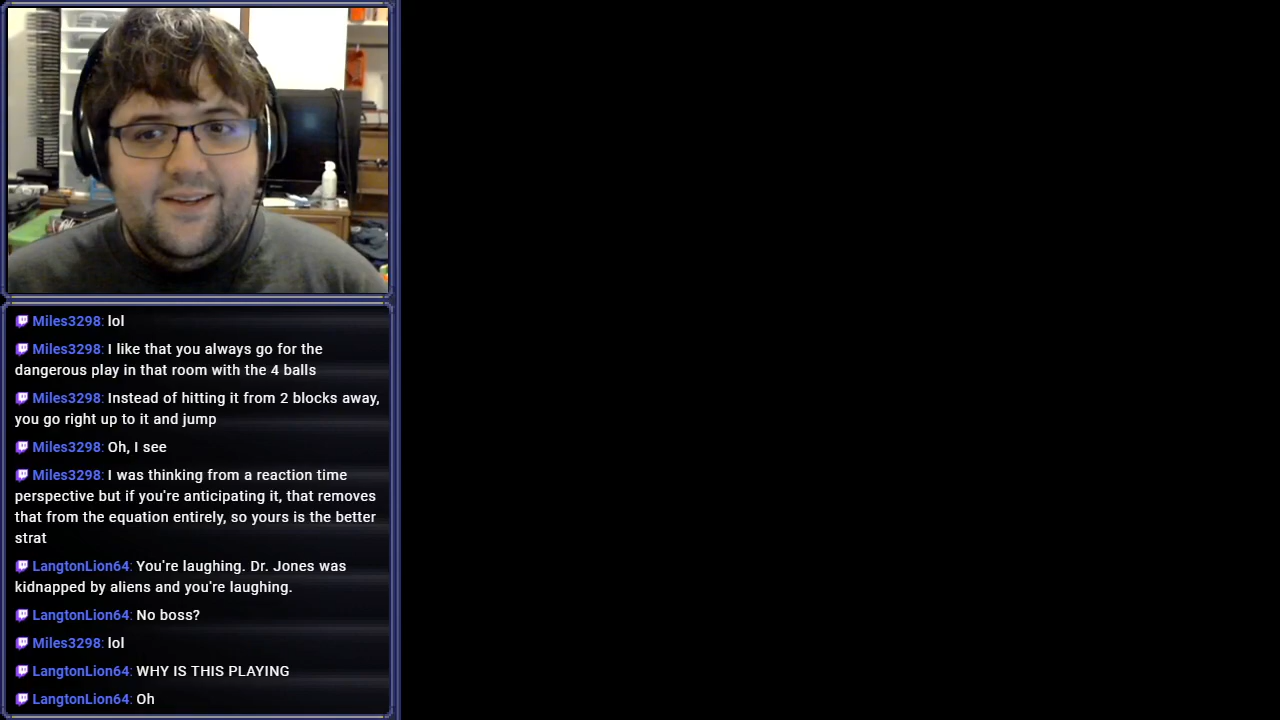 Miles3298: lol
Miles3298: I like that you always go for the
dangerous play in that room with the 4 balls
Miles3298: Instead of hitting it from 2 blocks away,
you go right up to it and jump
Miles3298: Oh, I see
Miles3298: I was thinking from a reaction time
perspective but if you're anticipating it, that removes
that from the equation entirely, so yours is the better
strat
LangtonLion64: You're laughing. Dr. Jones was
kidnapped by aliens and you're laughing.
LangtonLion64: No boss?
Miles3298: lol
LangtonLion64: WHY IS THIS PLAYING
LangtonLion64: Oh